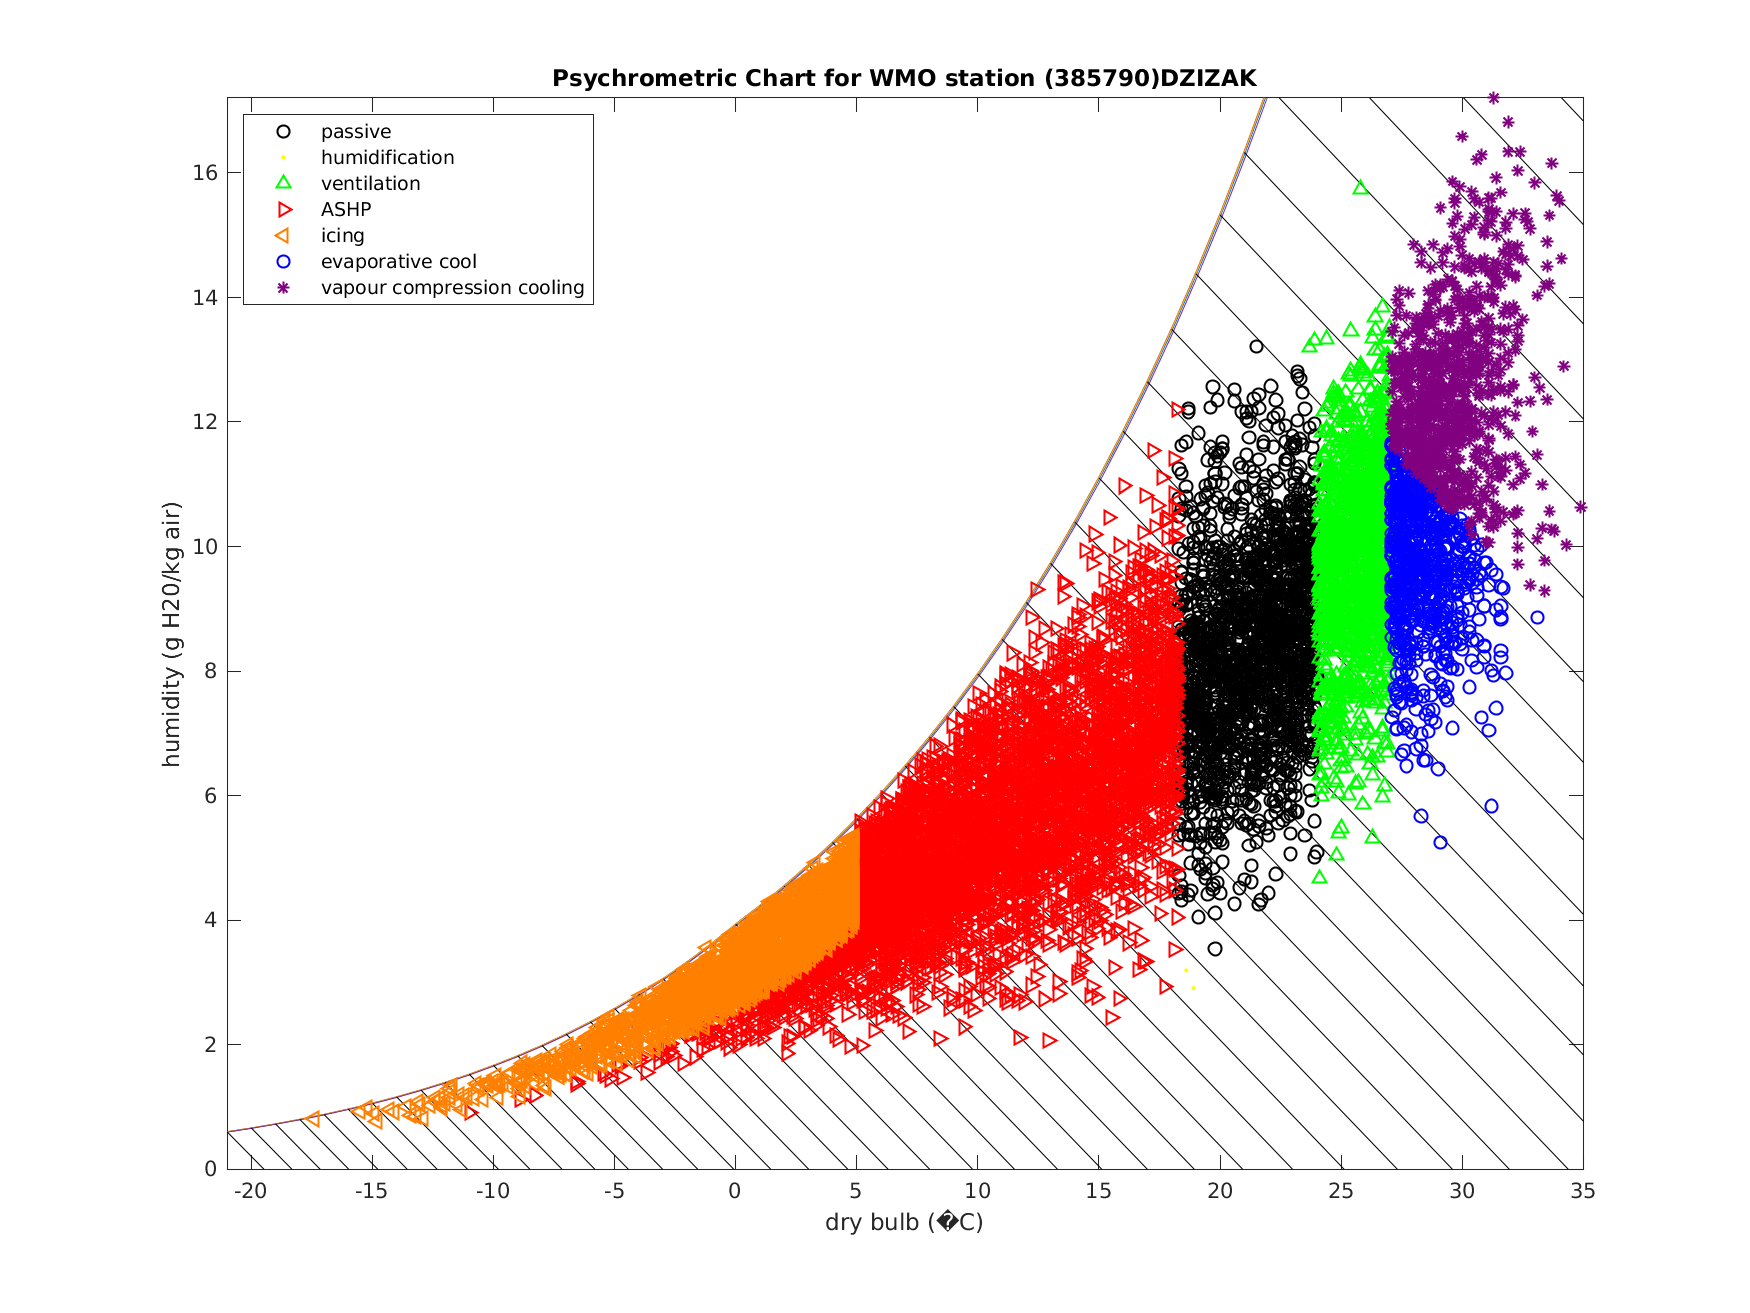 Psychrometric Chart for WMO station (385790)DZIZAK
passive
humidification
ventilation
ASHP
icing
evaporative cool
vapour compression cooling
humidity (g H20/kg air)
16
14
12
10
8
6
4
2
0
-20 -15 -10 -5 0 5 10 15 20 25 30 35
dry bulb (�C)